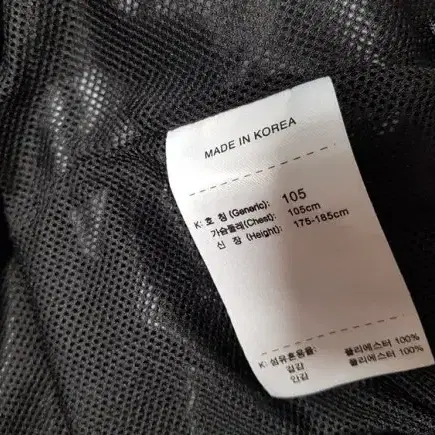 MADE IN KOREA
K: 호 칭 (Generic): 105
가슴둘레(Chest): 105cm
신 장 (Height): 175-185cm
K: 섬유혼용율:
겉감 폴리에스터 100%
안감 폴리에스터 100%